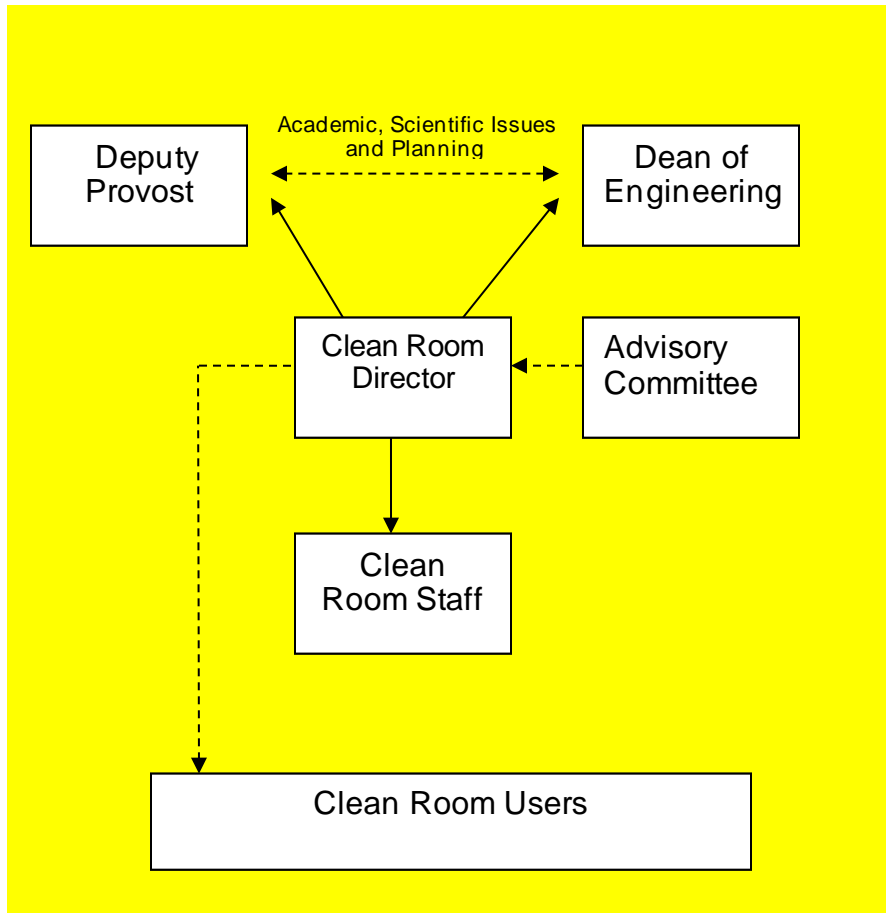 Academic, Scientific Issues
and Planning
Deputy
Provost
Dean of
Engineering
Clean Room
Director
Advisory
Committee
Clean
Room Staff
Clean Room Users